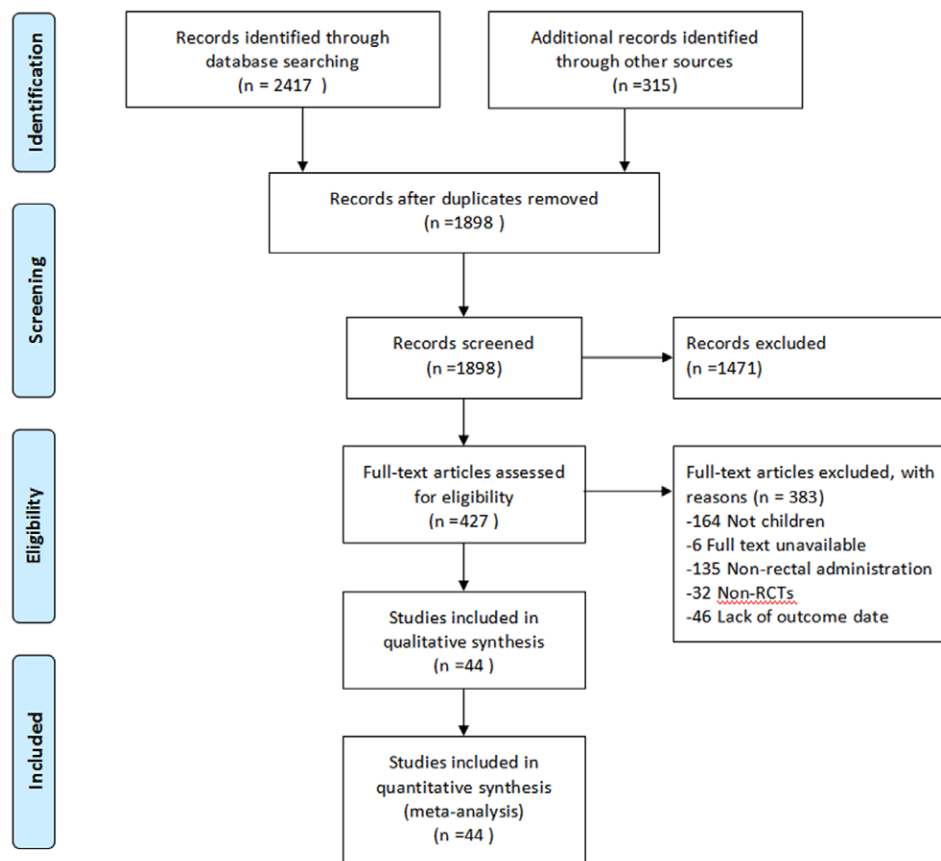 Identification
Records identified through
database searching
(n = 2417  )
Additional records identified
through other sources
(n =315)
Records after duplicates removed
(n =1898  )
Screening
Records screened
(n =1898)
Records excluded
(n =1471)
Eligibility
Full-text articles assessed
for eligibility
(n =427 )
Full-text articles excluded, with
reasons (n = 383)
-164 Not children
-6 Full text unavailable
-135 Non-rectal administration
-32 Non-RCTs
-46 Lack of outcome date
Studies included in
qualitative synthesis
(n =44 )
Included
Studies included in
quantitative synthesis
(meta-analysis)
(n =44 )